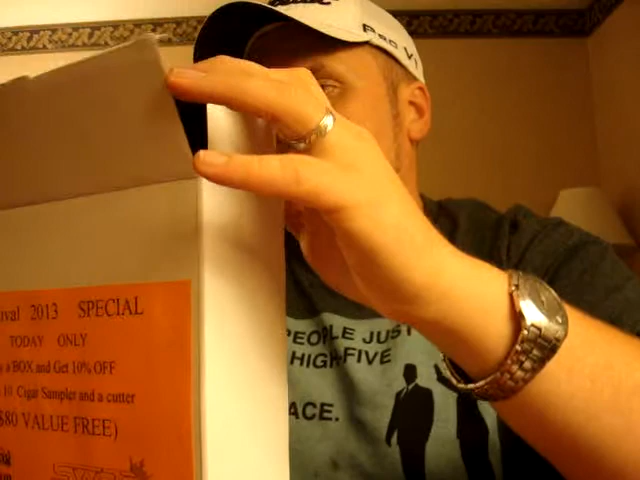 Pro V1
2013 SPECIAL
TODAY ONLY
a BOX and Get 10% OFF
10 Cigar Sampler and a cutter
$80 VALUE FREE)
PEOPLE JUST
HIGH-FIVE
ACE.